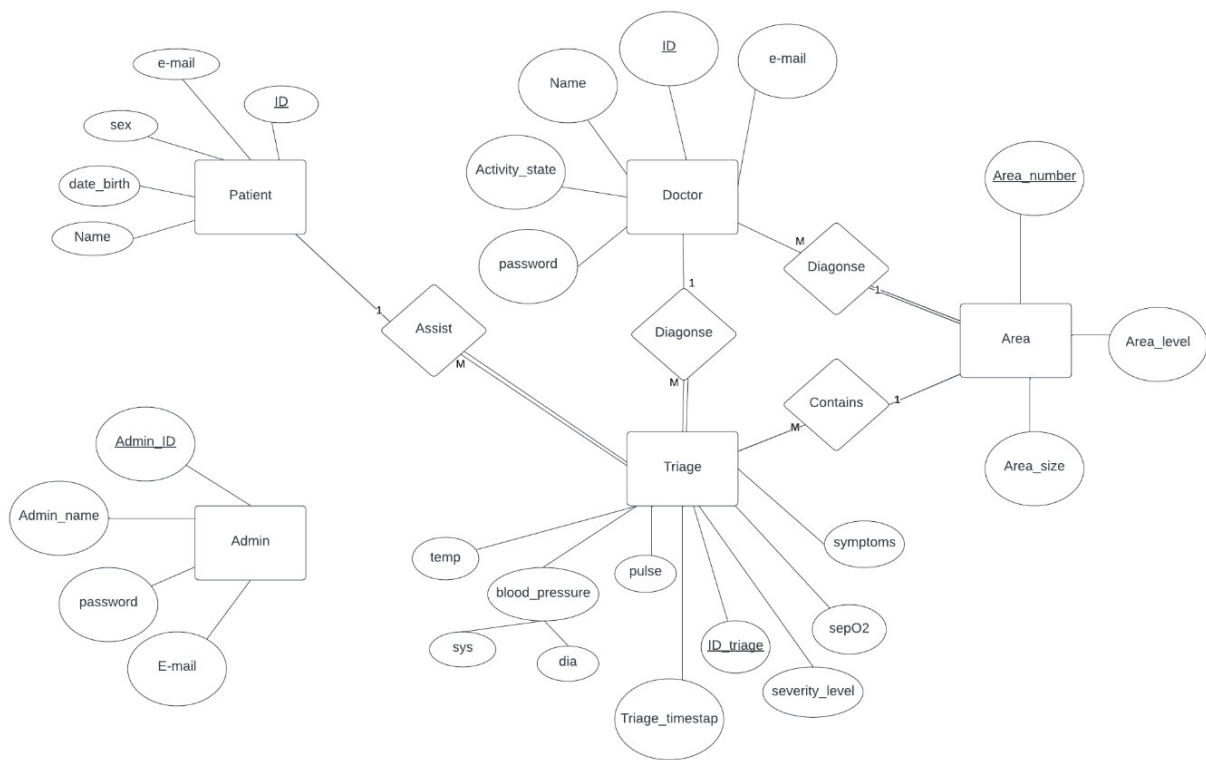 ID
e-mail
e-mail
Name
ID
sex
Area_number
Activity_state
date_birth
Patient
Doctor
Name
M
password
Diagonse
1
1
1
Assist
Diagonse
Area
Area_level
M
M
Contains
1
M
Admin_ID
Triage
Area_size
Admin_name
Admin
symptoms
temp
pulse
blood_pressure
password
sepO2
sys
ID_triage
dia
E-mail
severity_level
Triage_timestap